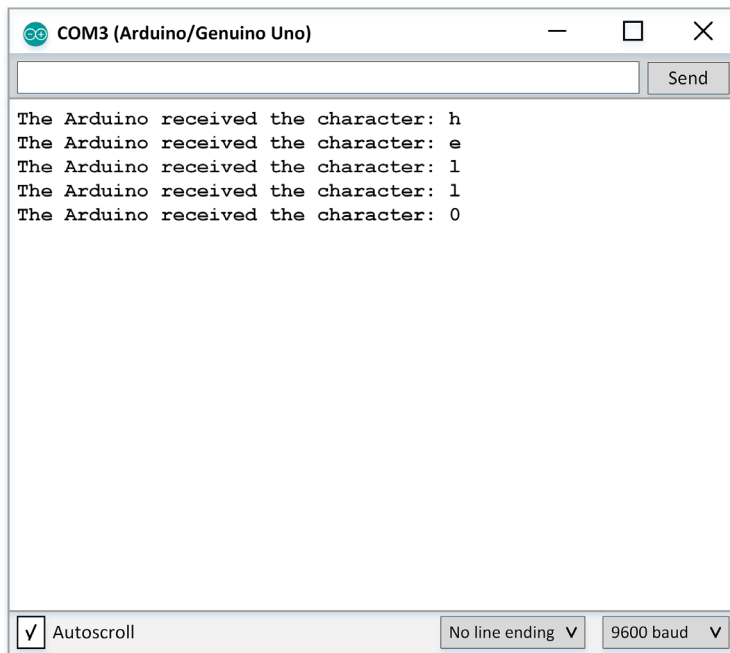 COM3 (Arduino/Genuino Uno)
Send
The Arduino received the character: h
The Arduino received the character: e
The Arduino received the character: l
The Arduino received the character: l
The Arduino received the character: 0
Autoscroll
No line ending
9600 baud